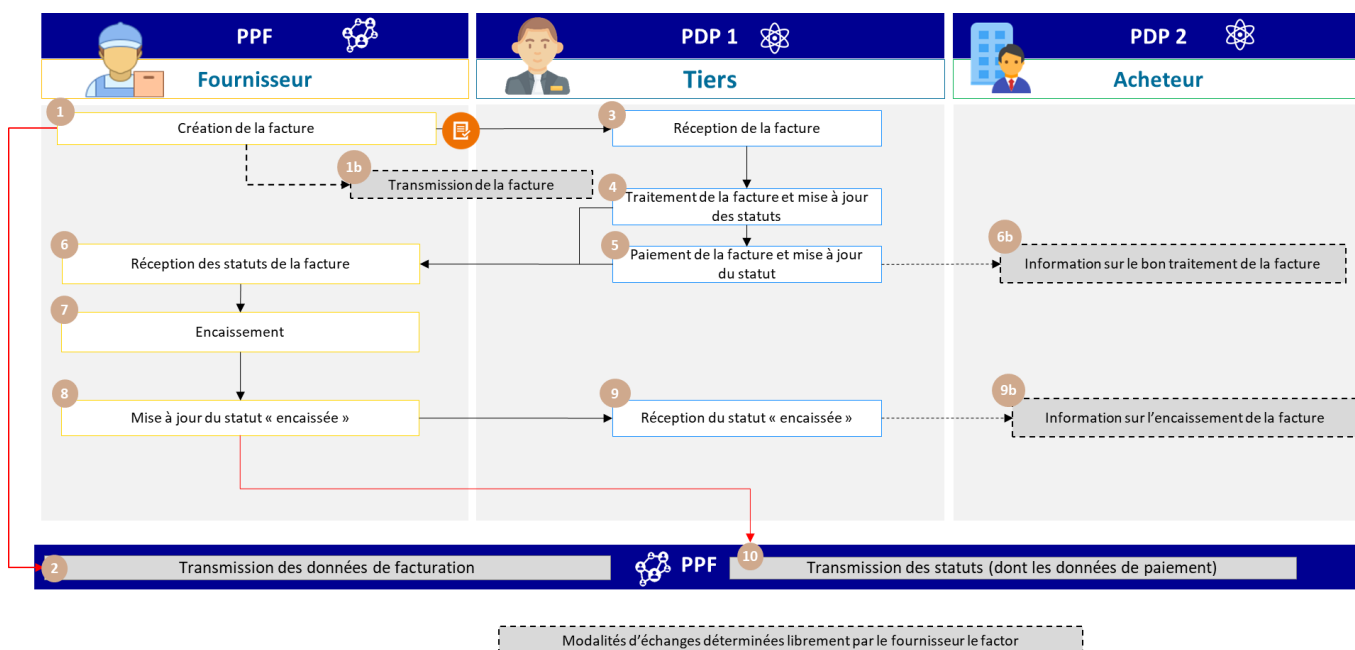 PPF
PDP 1
PDP 2
Fournisseur
Tiers
Acheteur
1
Création de la facture
3
Réception de la facture
1b
Transmission de la facture
4
Traitement de la facture et mise à jour
des statuts
6
Réception des statuts de la facture
5
Paiement de la facture et mise à jour
du statut
6b
Information sur le bon traitement de la facture
7
Encaissement
8
Mise à jour du statut « encaissée »
9
Réception du statut « encaissée »
9b
Information sur l'encaissement de la facture
2
Transmission des données de facturation
PPF
10
Transmission des statuts (dont les données de paiement)
Modalités d'échanges déterminées librement par le fournisseur le factor